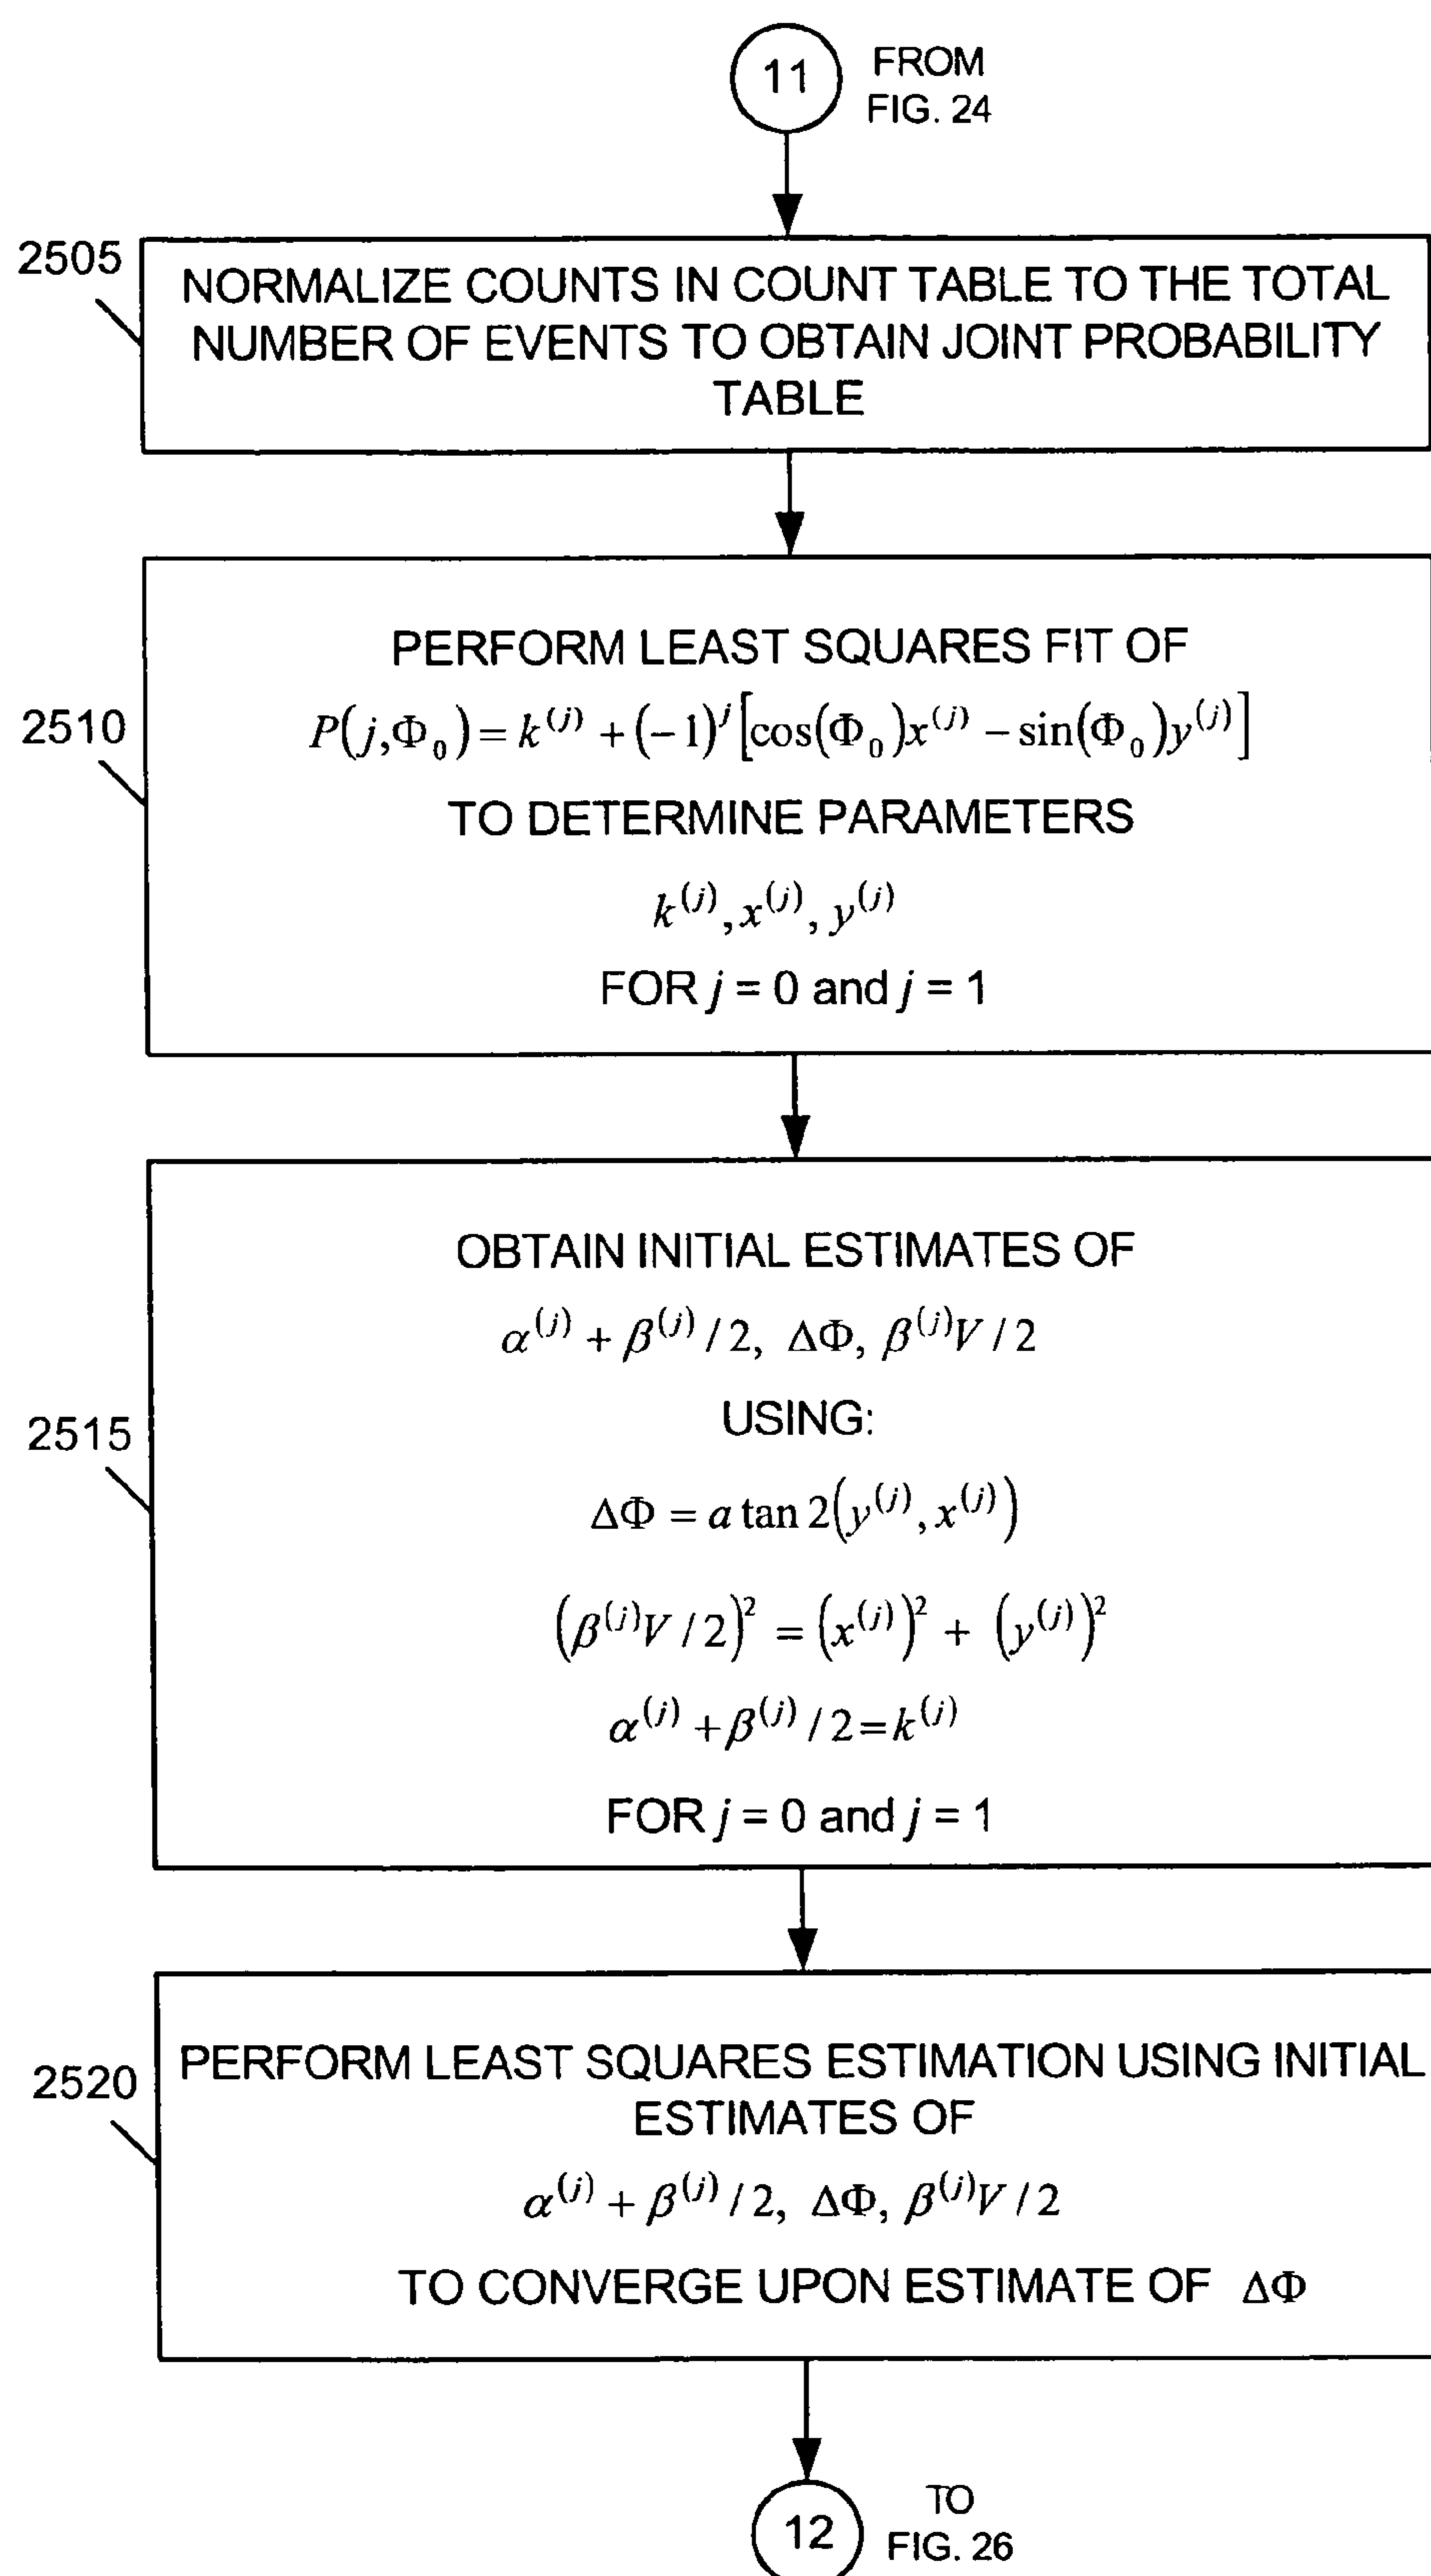 11
FROM
FIG. 24
2505
NORMALIZE COUNTS IN COUNT TABLE TO THE TOTAL
NUMBER OF EVENTS TO OBTAIN JOINT PROBABILITY
TABLE
2510
PERFORM LEAST SQUARES FIT OF
P(j,Φ₀) = k⁽ʲ⁾ + (−1)ʲ [cos(Φ₀)x⁽ʲ⁾ − sin(Φ₀)y⁽ʲ⁾]
TO DETERMINE PARAMETERS
k⁽ʲ⁾, x⁽ʲ⁾, y⁽ʲ⁾
FOR j = 0 and j = 1
2515
OBTAIN INITIAL ESTIMATES OF
α⁽ʲ⁾ + β⁽ʲ⁾ / 2, ΔΦ, β⁽ʲ⁾V / 2
USING:
ΔΦ = a tan 2(y⁽ʲ⁾, x⁽ʲ⁾)
(β⁽ʲ⁾V / 2)² = (x⁽ʲ⁾)² + (y⁽ʲ⁾)²
α⁽ʲ⁾ + β⁽ʲ⁾ / 2 = k⁽ʲ⁾
FOR j = 0 and j = 1
2520
PERFORM LEAST SQUARES ESTIMATION USING INITIAL
ESTIMATES OF
α⁽ʲ⁾ + β⁽ʲ⁾ / 2, ΔΦ, β⁽ʲ⁾V / 2
TO CONVERGE UPON ESTIMATE OF ΔΦ
12
TO
FIG. 26